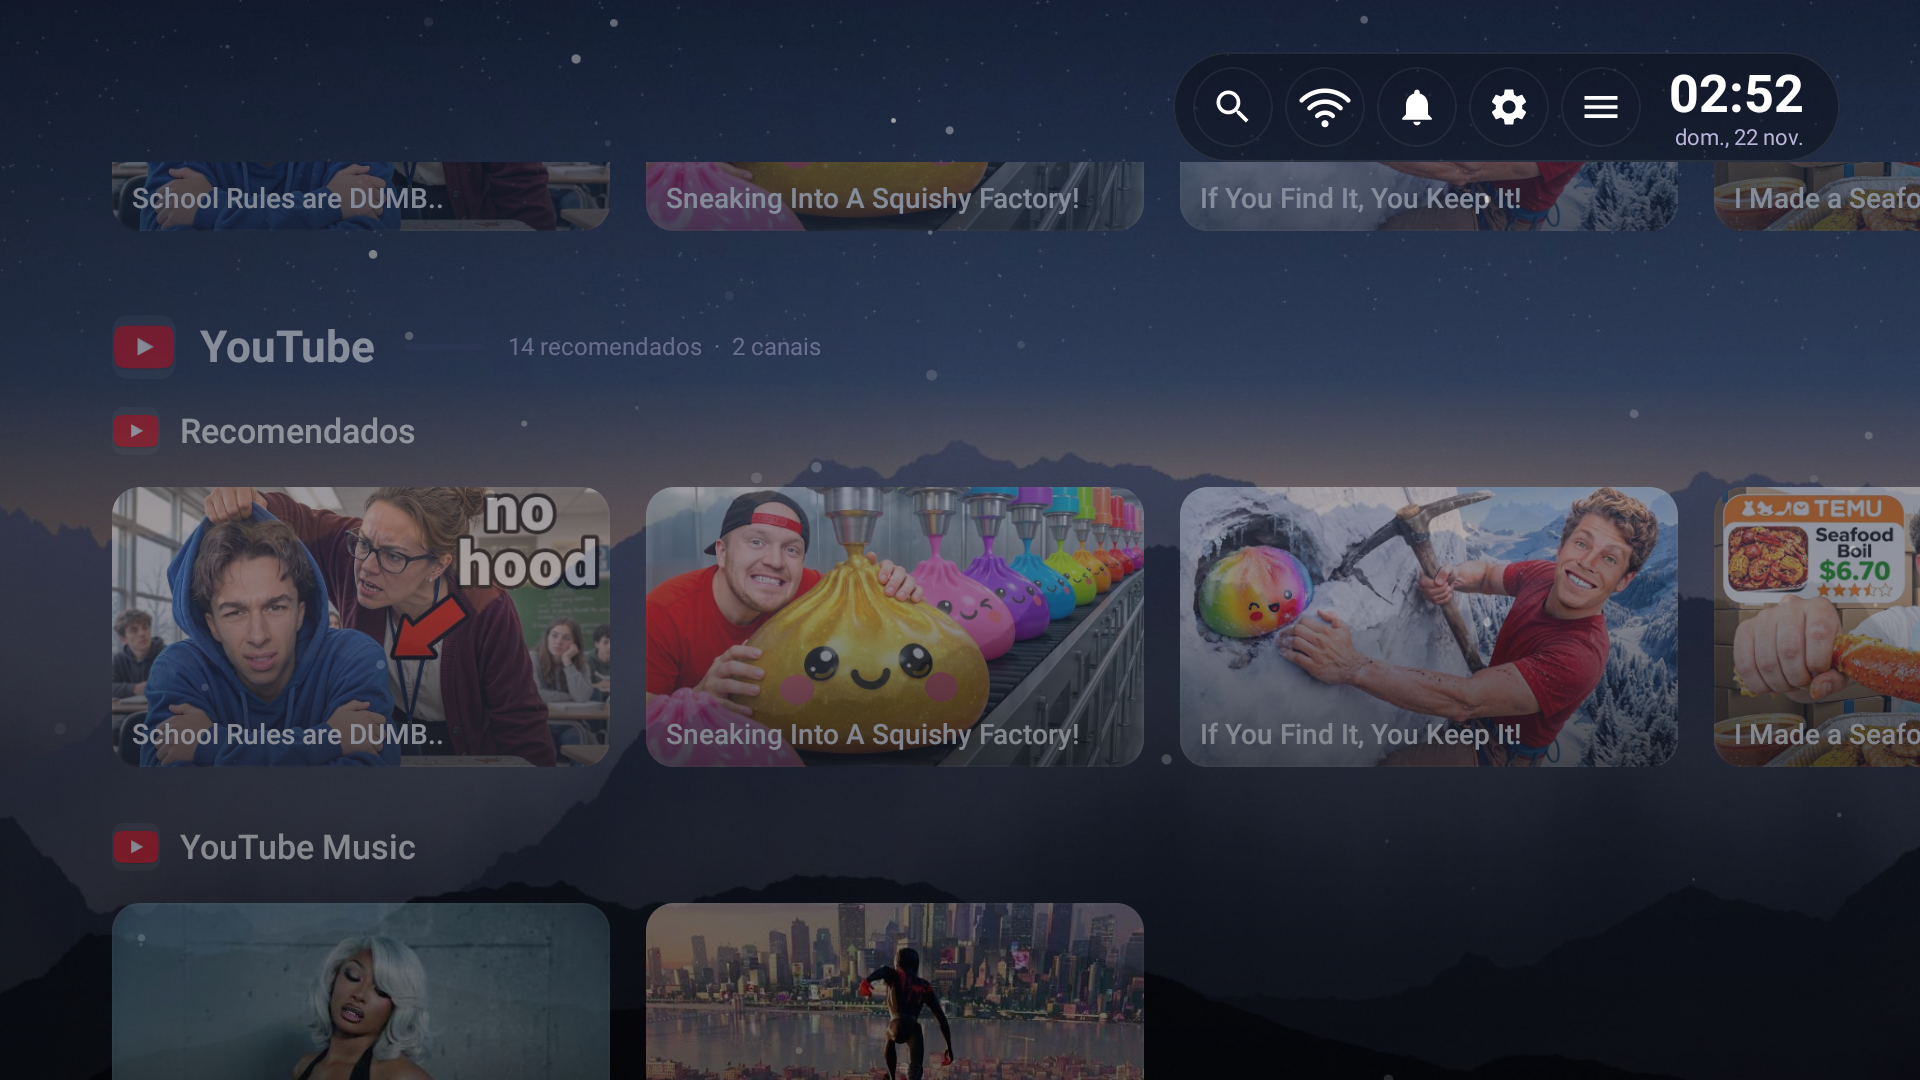 02:52
dom., 22 nov.
School Rules are DUMB..
Sneaking Into A Squishy Factory!
If You Find It, You Keep It!
I Made a Seafo
YouTube
14 recomendados · 2 canais
Recomendados
no
hood
School Rules are DUMB..
Sneaking Into A Squishy Factory!
If You Find It, You Keep It!
TEMU
Seafood
Boil
$6.70
I Made a Seafo
YouTube Music